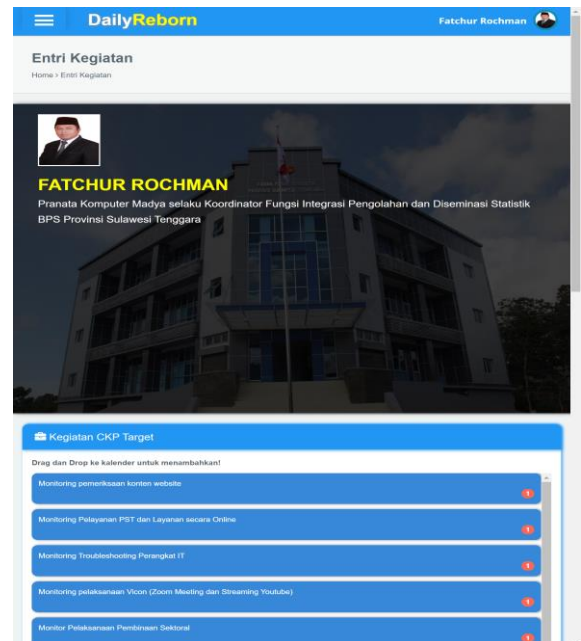 DailyReborn
Fatchur Rochman
Entri Kegiatan
Home › Entri Kegiatan
FATCHUR ROCHMAN
Pranata Komputer Madya selaku Koordinator Fungsi Integrasi Pengolahan dan Diseminasi Statistik
BPS Provinsi Sulawesi Tenggara
Kegiatan CKP Target
Drag dan Drop ke kalender untuk menambahkan!
Monitoring pemeriksaan konten website
1
Monitoring Pelayanan PST dan Layanan secara Online
1
Monitoring Troubleshooting Perangkat IT
1
Monitoring pelaksanaan Vicon (Zoom Meeting dan Streaming Youtube)
1
Monitor Pelaksanaan Pembinaan Sektoral
1